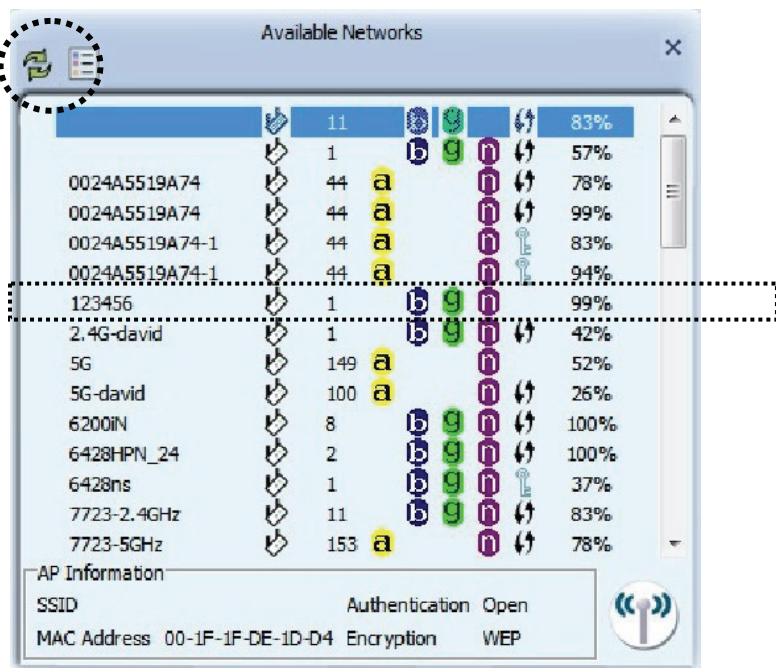 Available Networks
11 b g 83%
1 b g n 57%
0024A5519A74 44 a n 78%
0024A5519A74 44 a n 99%
0024A5519A74-1 44 a n 83%
0024A5519A74-1 44 a n 94%
123456 1 b g n 99%
2.4G-david 1 b g n 42%
5G 149 a n 52%
5G-david 100 a n 26%
6200iN 8 b g n 100%
6428HPN_24 2 b g n 100%
6428ns 1 b g n 37%
7723-2.4GHz 11 b g n 83%
7723-5GHz 153 a n 78%
AP Information
SSID Authentication Open
MAC Address 00-1F-1F-DE-1D-D4 Encryption WEP